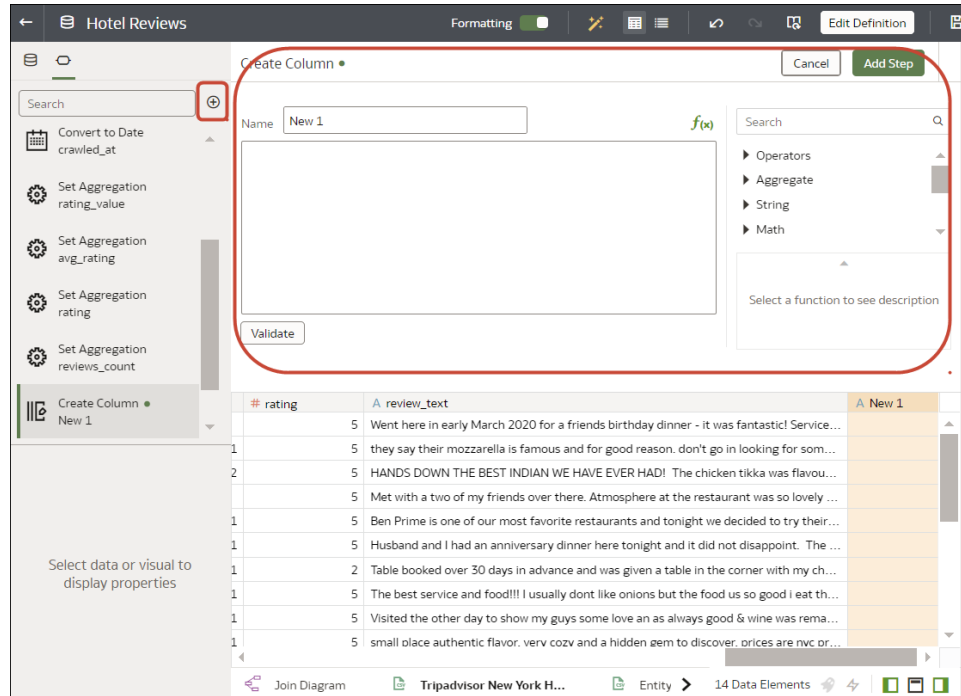 Hotel Reviews
Formatting
Edit Definition
Search
Convert to Date
crawled_at
Set Aggregation
rating_value
Set Aggregation
avg_rating
Set Aggregation
rating
Set Aggregation
reviews_count
Create Column
New 1
Select data or visual to
display properties
Create Column
Cancel
Add Step
Name
New 1
f(x)
Search
Operators
Aggregate
String
Math
Select a function to see description
Validate
# rating A review_text A New 1
5 Went here in early March 2020 for a friends birthday dinner - it was fantastic! Service...
1 5 they say their mozzarella is famous and for good reason. don't go in looking for som...
2 5 HANDS DOWN THE BEST INDIAN WE HAVE EVER HAD! The chicken tikka was flavou...
5 Met with a two of my friends over there. Atmosphere at the restaurant was so lovely ...
1 5 Ben Prime is one of our most favorite restaurants and tonight we decided to try their...
1 5 Husband and I had an anniversary dinner here tonight and it did not disappoint. The ...
1 2 Table booked over 30 days in advance and was given a table in the corner with my ch...
1 5 The best service and food!!! I usually dont like onions but the food us so good i eat th...
1 5 Visited the other day to show my guys some love an as always good & wine was rema...
1 5 small place authentic flavor. very cozy and a hidden gem to discover. prices are nyc pr...
Join Diagram
Tripadvisor New York H...
Entity
14 Data Elements